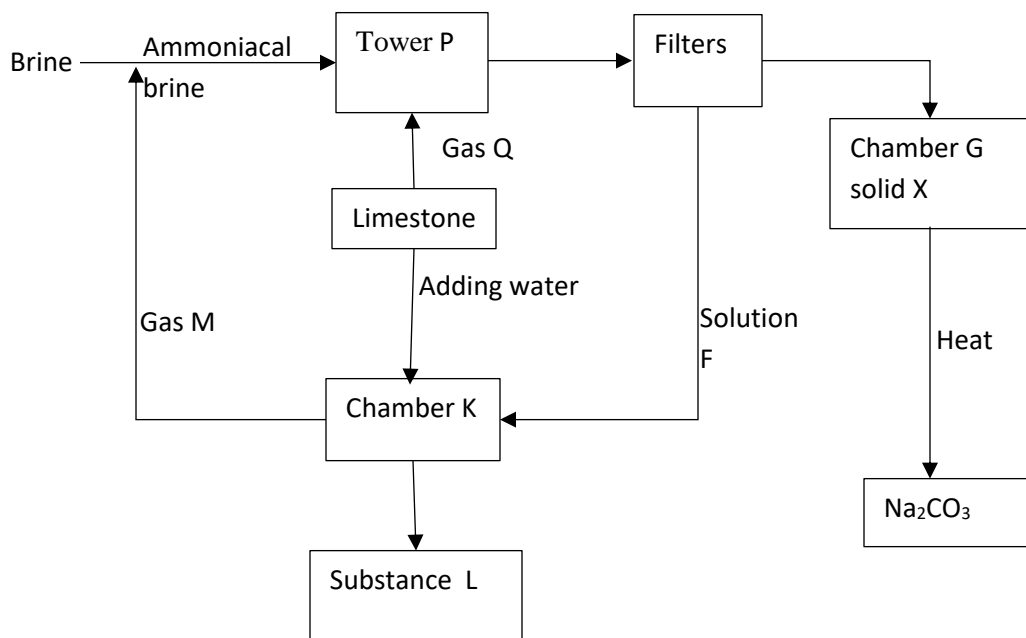 Brine
Ammoniacal
brine
Tower P
Filters
Gas Q
Chamber G
solid X
Limestone
Adding water
Gas M
Solution
F
Heat
Chamber K
Na₂CO₃
Substance L